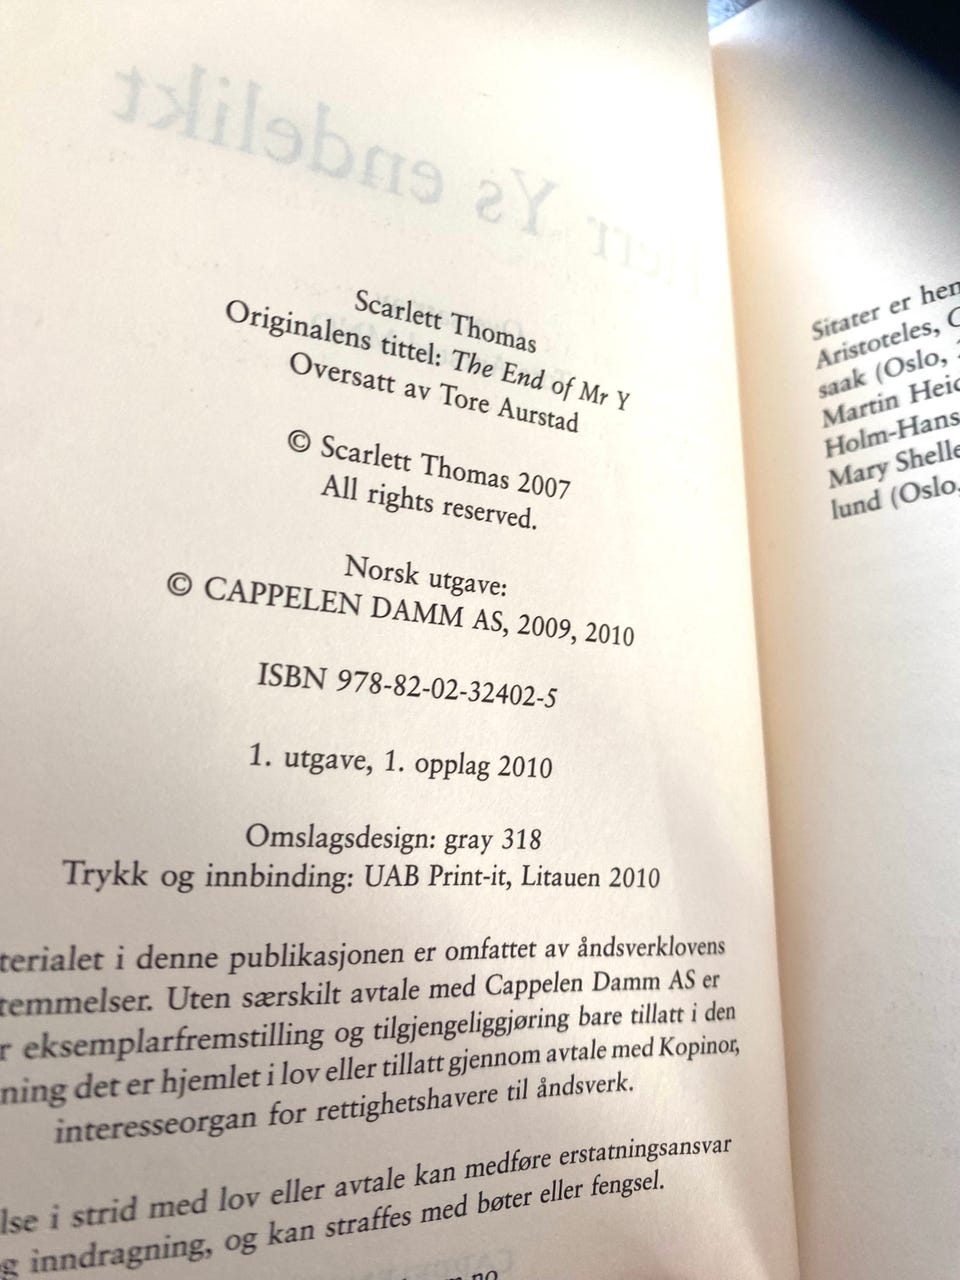 Scarlett Thomas
Originalens tittel: The End of Mr Y
Oversatt av Tore Aurstad
© Scarlett Thomas 2007
All rights reserved.
Norsk utgave:
© CAPPELEN DAMM AS, 2009, 2010
ISBN 978-82-02-32402-5
1. utgave, 1. opplag 2010
Omslagsdesign: gray 318
Trykk og innbinding: UAB Print-it, Litauen 2010
terialet i denne publikasjonen er omfattet av åndsverklovens
temmelser. Uten særskilt avtale med Cappelen Damm AS er
r eksemplarfremstilling og tilgjengeliggjøring bare tillatt i den
ning det er hjemlet i lov eller tillatt gjennom avtale med Kopinor,
interesseorgan for rettighetshavere til åndsverk.
lse i strid med lov eller avtale kan medføre erstatningsansvar
g inndragning, og kan straffes med bøter eller fengsel.
Sitater er hen
Aristoteles,
saak (Oslo,
Martin Heid
Holm-Hans
Mary Shelle
lund (Oslo,